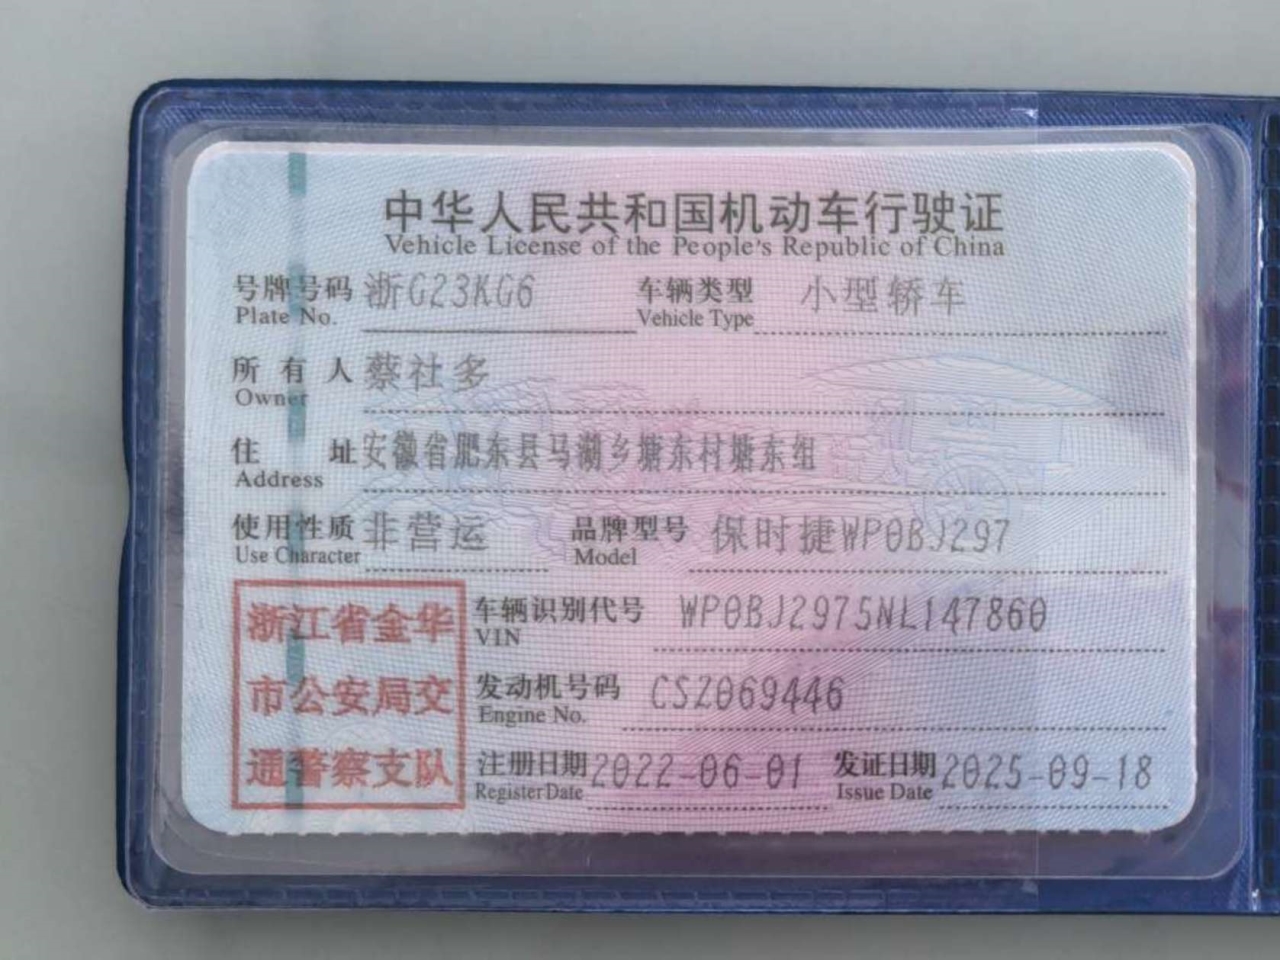 中华人民共和国机动车行驶证
Vehicle License of the People's Republic of China
号牌号码 浙G23KG6 车辆类型 小型轿车
Plate No. Vehicle Type
所有人 蔡社多
Owner
住址 安徽省肥东县马湖乡塘东村塘东组
Address
使用性质 非营运 品牌型号 保时捷WP0BJ297
Use Character Model
浙江省金华
市公安局交
通警察支队
车辆识别代号 WP0BJ2975NL147860
VIN
发动机号码 CSZ069446
Engine No.
注册日期 2022-06-01 发证日期 2025-09-18
Register Date Issue Date